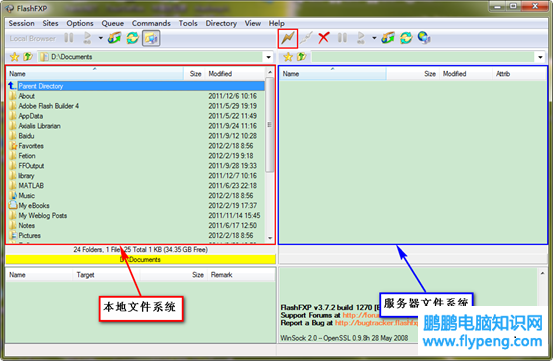 FlashFXP
Session Sites Options Queue Commands Tools Directory View Help
Local Browser
D:\Documents
Name Size Modified
Name Size Modified Attrib
Parent Directory
About 2011/12/6 10:16
Adobe Flash Builder 4 2011/5/29 19:19
AppData 2011/5/22 11:49
Axialis Librarian 2011/9/24 11:16
Baidu 2011/9/12 10:28
Favorites 2012/2/18 8:56
Fetion 2012/2/19 9:18
FFOutput 2011/9/28 19:33
library 2011/12/7 10:16
MATLAB 2011/6/23 22:18
Music 2012/2/18 8:56
My eBooks 2012/2/19 17:37
My Weblog Posts 2011/11/14 15:45
Notes 2011/6/17 12:50
Pictures 2012/2/18 8:56
24 Folders, 1 File, 25 Total 1 KB (34.35 GB Free)
D:\Documents
Name Target Size Remark
本地文件系统
服务器文件系统
FlashFXP v3.7.2 build 1270
Support Forums at
Report a Bug at http://bugtracker.flashfx
WinSock 2.0 - OpenSSL 0.9.8h 28 May 2008
鹏鹏电脑知识网
www.flypeng.com